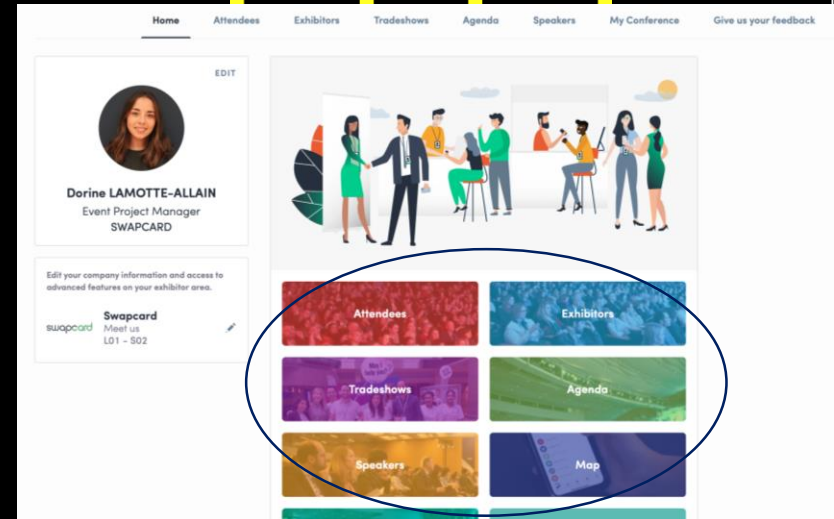 Home Attendees Exhibitors Tradeshows Agenda Speakers My Conference Give us your feedback
EDIT
Dorine LAMOTTE-ALLAIN
Event Project Manager
SWAPCARD
Edit your company information and access to
advanced features on your exhibitor area.
swapcard
Swapcard
Meet us
L01 - S02
Attendees Exhibitors
Tradeshows Agenda
Speakers Map